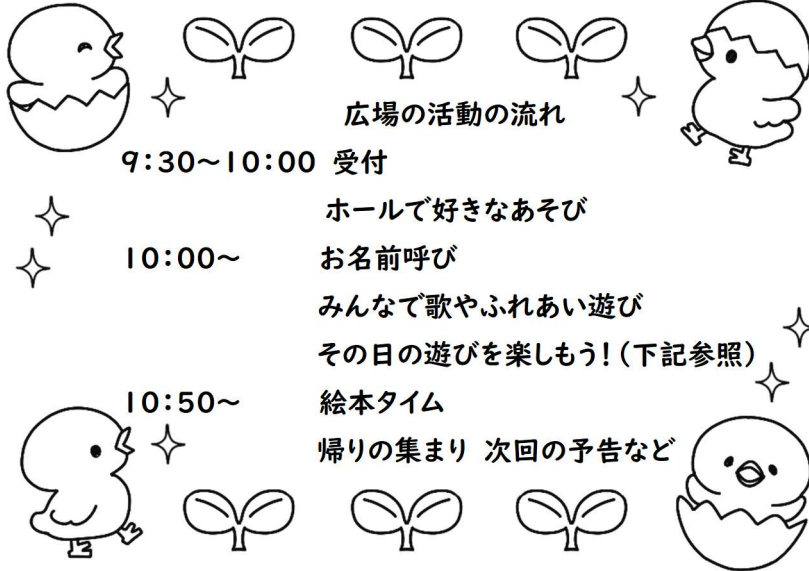 広場の活動の流れ
9:30～10:00 受付
ホールで好きなあそび
10:00～ お名前呼び
みんなで歌やふれあい遊び
その日の遊びを楽しもう!(下記参照)
10:50～ 絵本タイム
帰りの集まり 次回の予告など